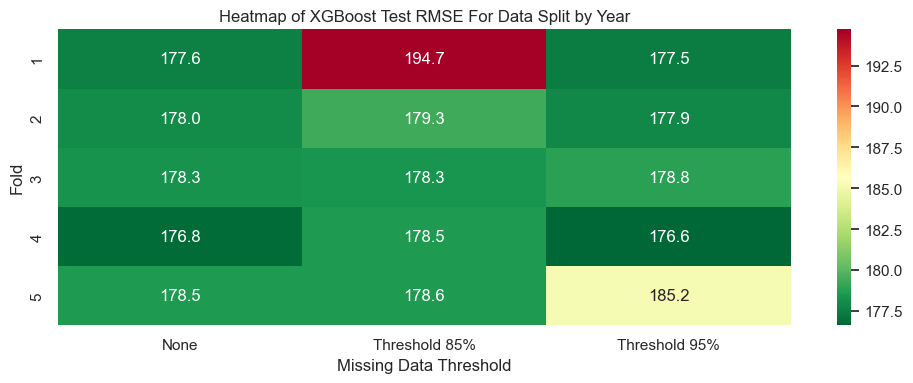 Heatmap of XGBoost Test RMSE For Data Split by Year
Fold
1 177.6 194.7 177.5
2 178.0 179.3 177.9
3 178.3 178.3 178.8
4 176.8 178.5 176.6
5 178.5 178.6 185.2
None Threshold 85% Threshold 95%
Missing Data Threshold
192.5
190.0
187.5
185.0
182.5
180.0
177.5